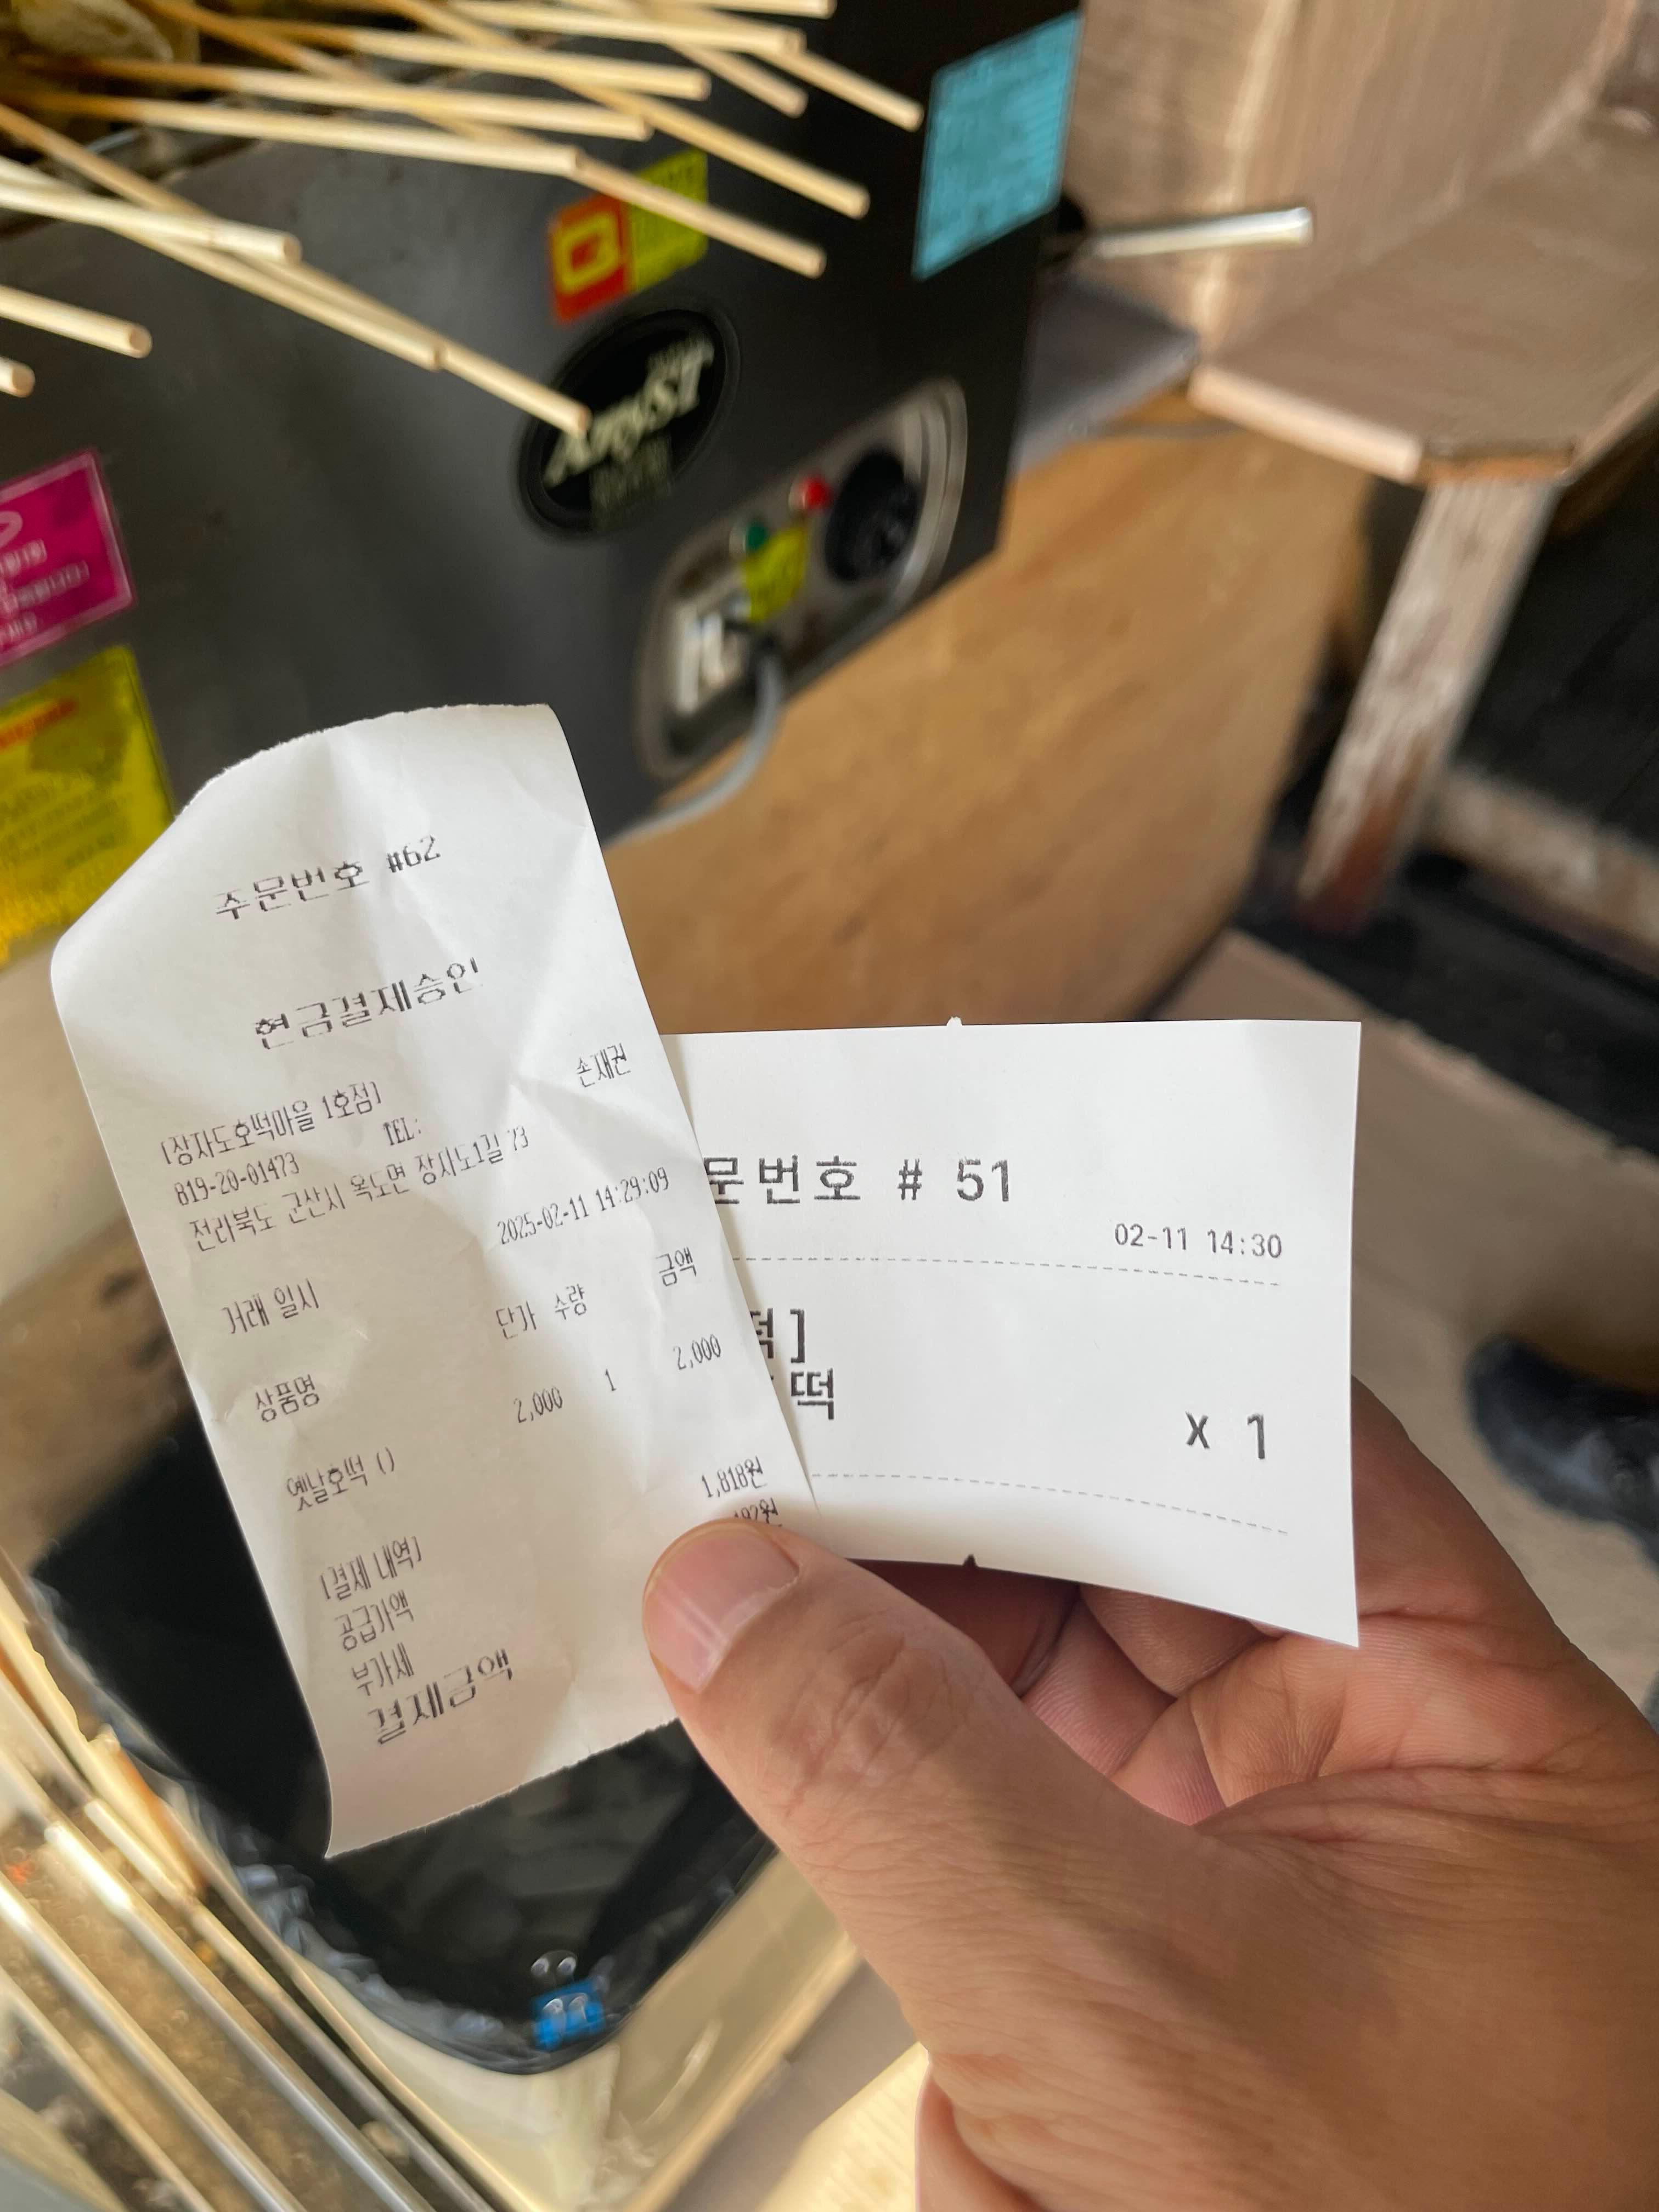 주문번호 #62
현금결재승인
손재권
[장자도호떡마을 1호점]
819-20-01473 TEL:
전라북도 군산시 옥도면 장자도1길 73
거래 일시 2025-02-11 14:29:09
상품명 단가 수량 금액
옛날호떡 () 2,000 1 2,000
[결제 내역]
공급가액 1,818원
부가세
결제금액
문번호 # 51
02-11 14:30
떡]
떡
X 1